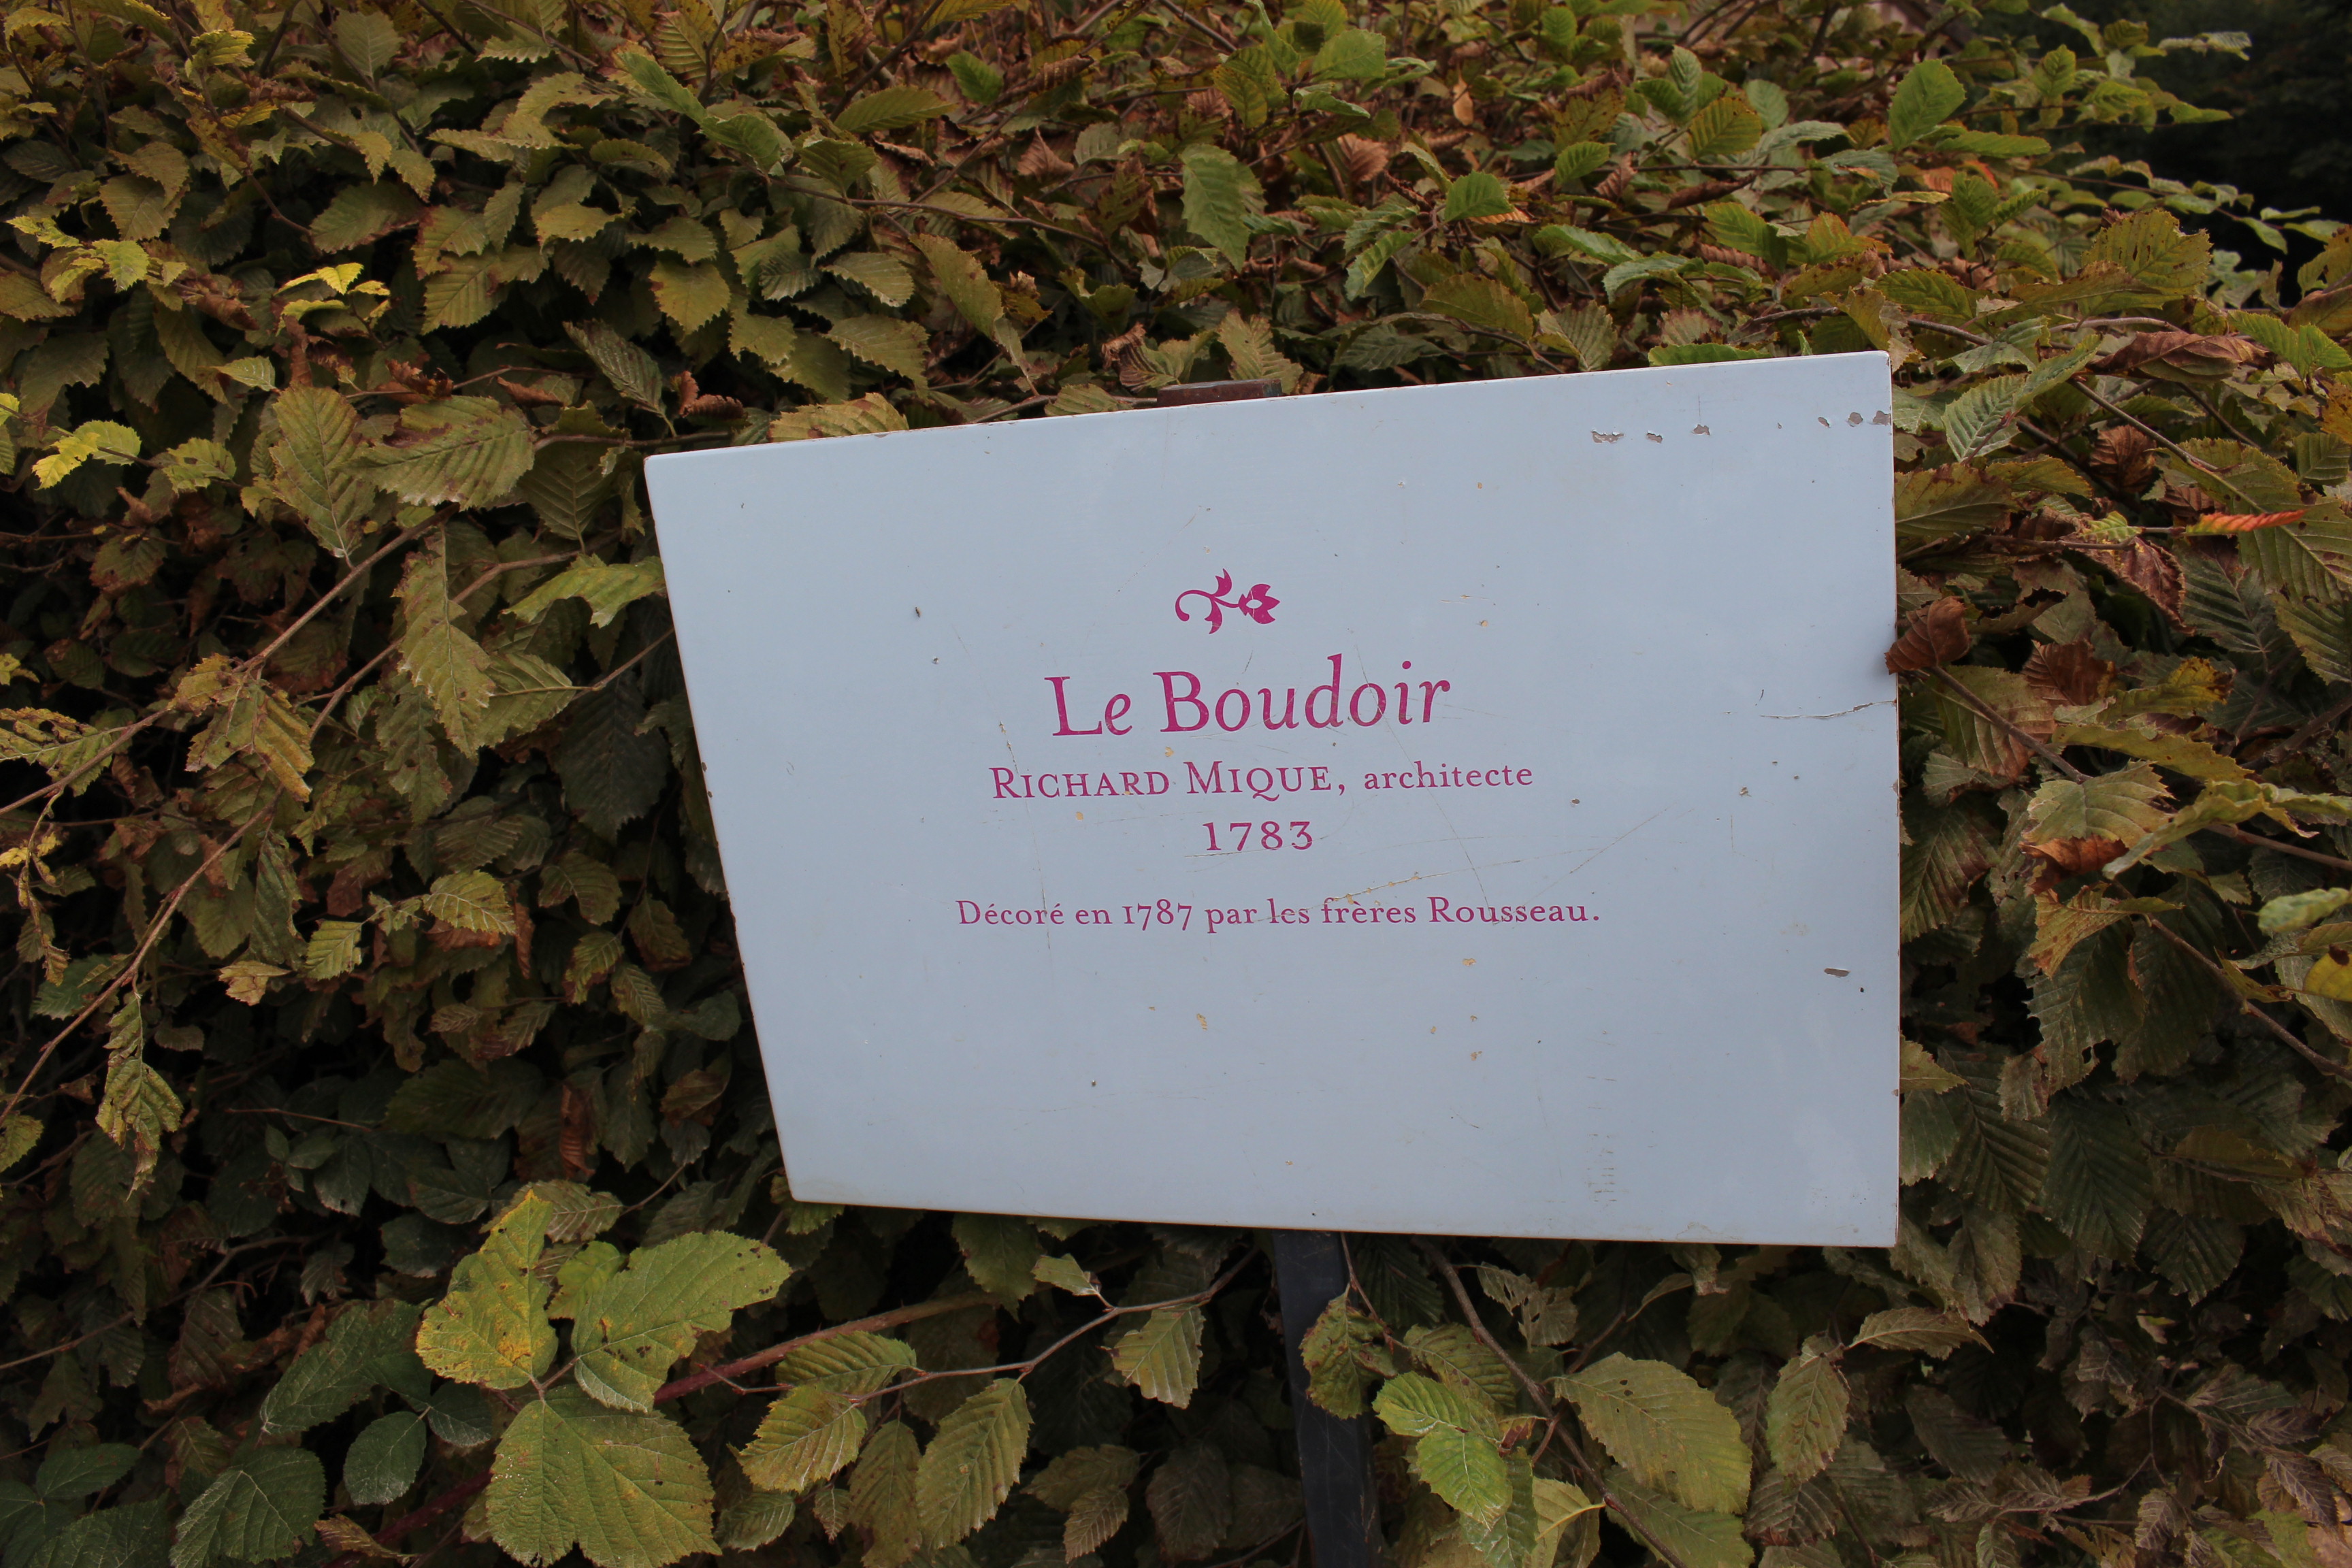 Le Boudoir
RICHARD MIQUE, architecte
1783
Décoré en 1787 par les frères Rousseau.